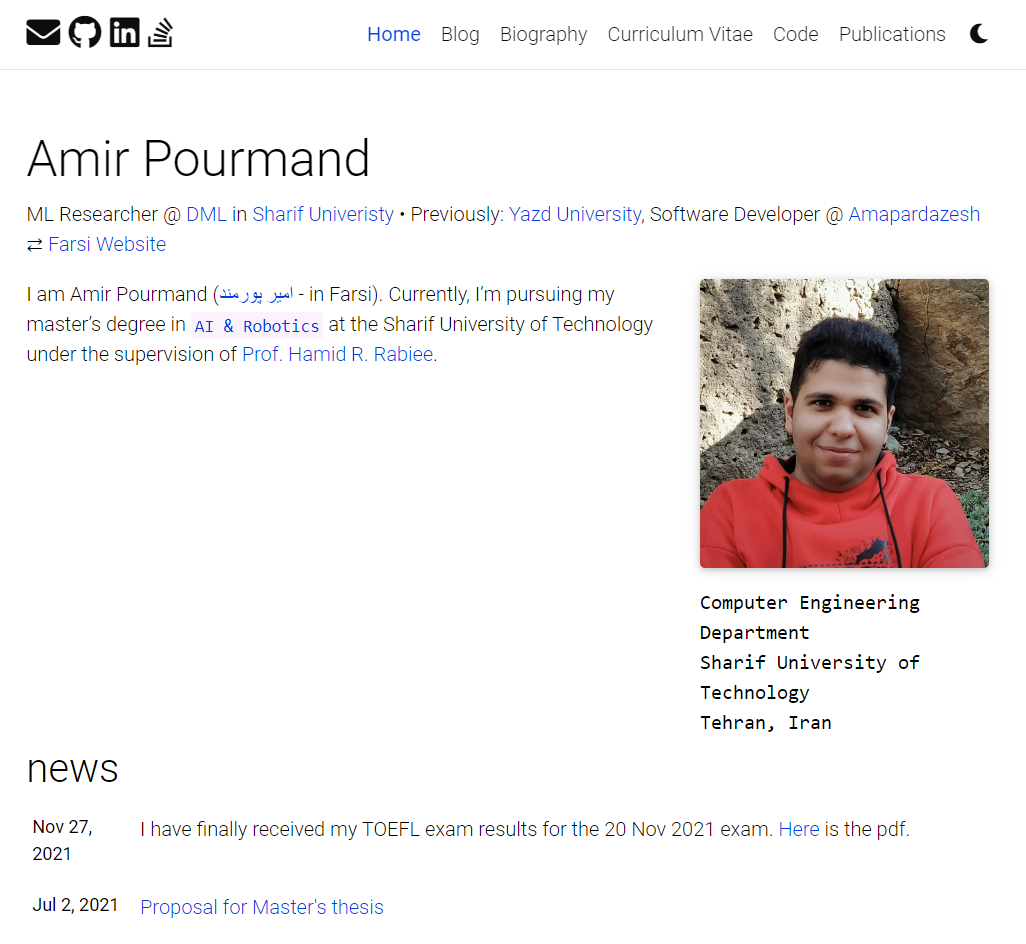 Home Blog Biography Curriculum Vitae Code Publications
Amir Pourmand
ML Researcher @ DML in Sharif Univeristy • Previously: Yazd University, Software Developer @ Amapardazesh
⇄ Farsi Website
I am Amir Pourmand (امیر پورمند - in Farsi). Currently, I’m pursuing my
master’s degree in AI & Robotics at the Sharif University of Technology
under the supervision of Prof. Hamid R. Rabiee.
Computer Engineering
Department
Sharif University of
Technology
Tehran, Iran
news
Nov 27,
2021
I have finally received my TOEFL exam results for the 20 Nov 2021 exam. Here is the pdf.
Jul 2, 2021
Proposal for Master's thesis